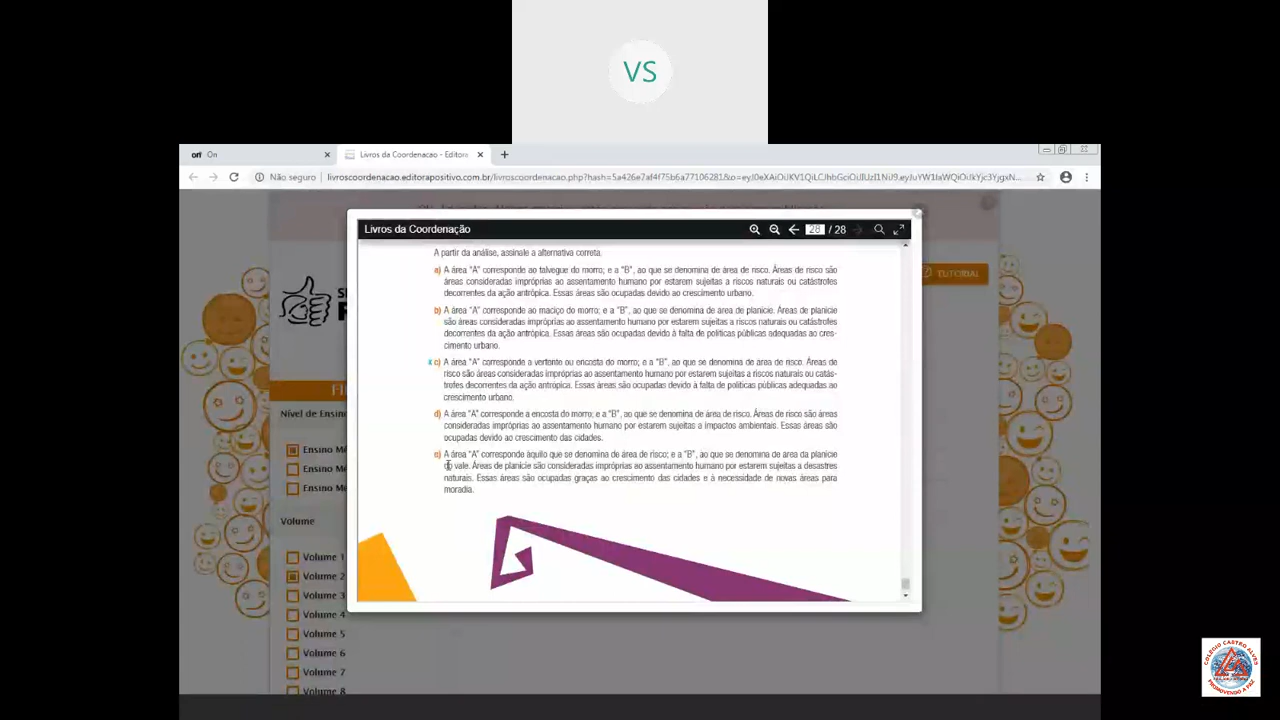 VS
On
Livros da Coordenacao - Editora
Não seguro
Livros da Coordenação
28 / 28
TUTORIAL
A partir da análise, assinale a alternativa correta.
a) A área "A" corresponde ao talvegue do morro; e a "B", ao que se denomina de área de risco. Áreas de risco são
áreas consideradas impróprias ao assentamento humano por estarem sujeitas a riscos naturais ou catástrofes
decorrentes da ação antrópica. Essas áreas são ocupadas devido ao crescimento urbano.
b) A área "A" corresponde ao maciço do morro; e a "B", ao que se denomina de área de planície. Áreas de planície
são áreas consideradas impróprias ao assentamento humano por estarem sujeitas a riscos naturais ou catástrofes
decorrentes da ação antrópica. Essas áreas são ocupadas devido à falta de políticas públicas adequadas ao cres-
cimento urbano.
x c) A área "A" corresponde a vertente ou encosta do morro; e a "B", ao que se denomina de área de risco. Áreas de
risco são áreas consideradas impróprias ao assentamento humano por estarem sujeitas a riscos naturais ou catás-
trofes decorrentes da ação antrópica. Essas áreas são ocupadas devido à falta de políticas públicas adequadas ao
crescimento urbano.
d) A área "A" corresponde a encosta do morro; e a "B", ao que se denomina de área de risco. Áreas de risco são áreas
consideradas impróprias ao assentamento humano por estarem sujeitas a impactos ambientais. Essas áreas são
ocupadas devido ao crescimento das cidades.
e) A área "A" corresponde àquilo que se denomina de área de risco; e a "B", ao que se denomina de área da planície
do vale. Áreas de planície são consideradas impróprias ao assentamento humano por estarem sujeitas a desastres
naturais. Essas áreas são ocupadas graças ao crescimento das cidades e à necessidade de novas áreas para
moradia.
Nível de Ensino
Ensino Mé
Ensino Mé
Ensino Mé
Volume
Volume 1
Volume 2
Volume 3
Volume 4
Volume 5
Volume 6
Volume 7
Volume 8
COLÉGIO CASTRO ALVES
PROMOVENDO A PAZ